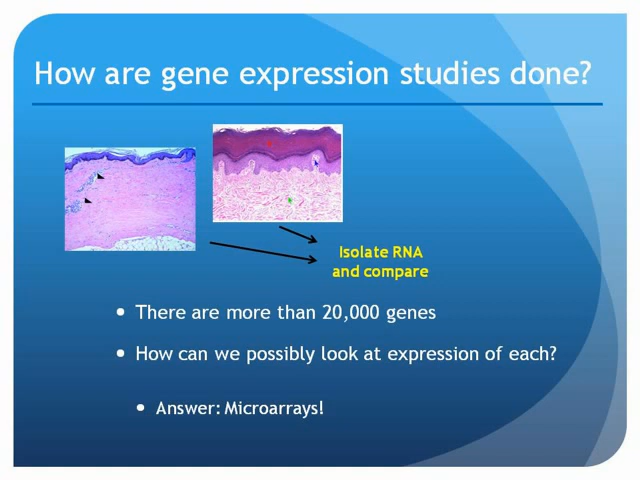 How are gene expression studies done?
Isolate RNA
and compare
• There are more than 20,000 genes
• How can we possibly look at expression of each?
• Answer: Microarrays!